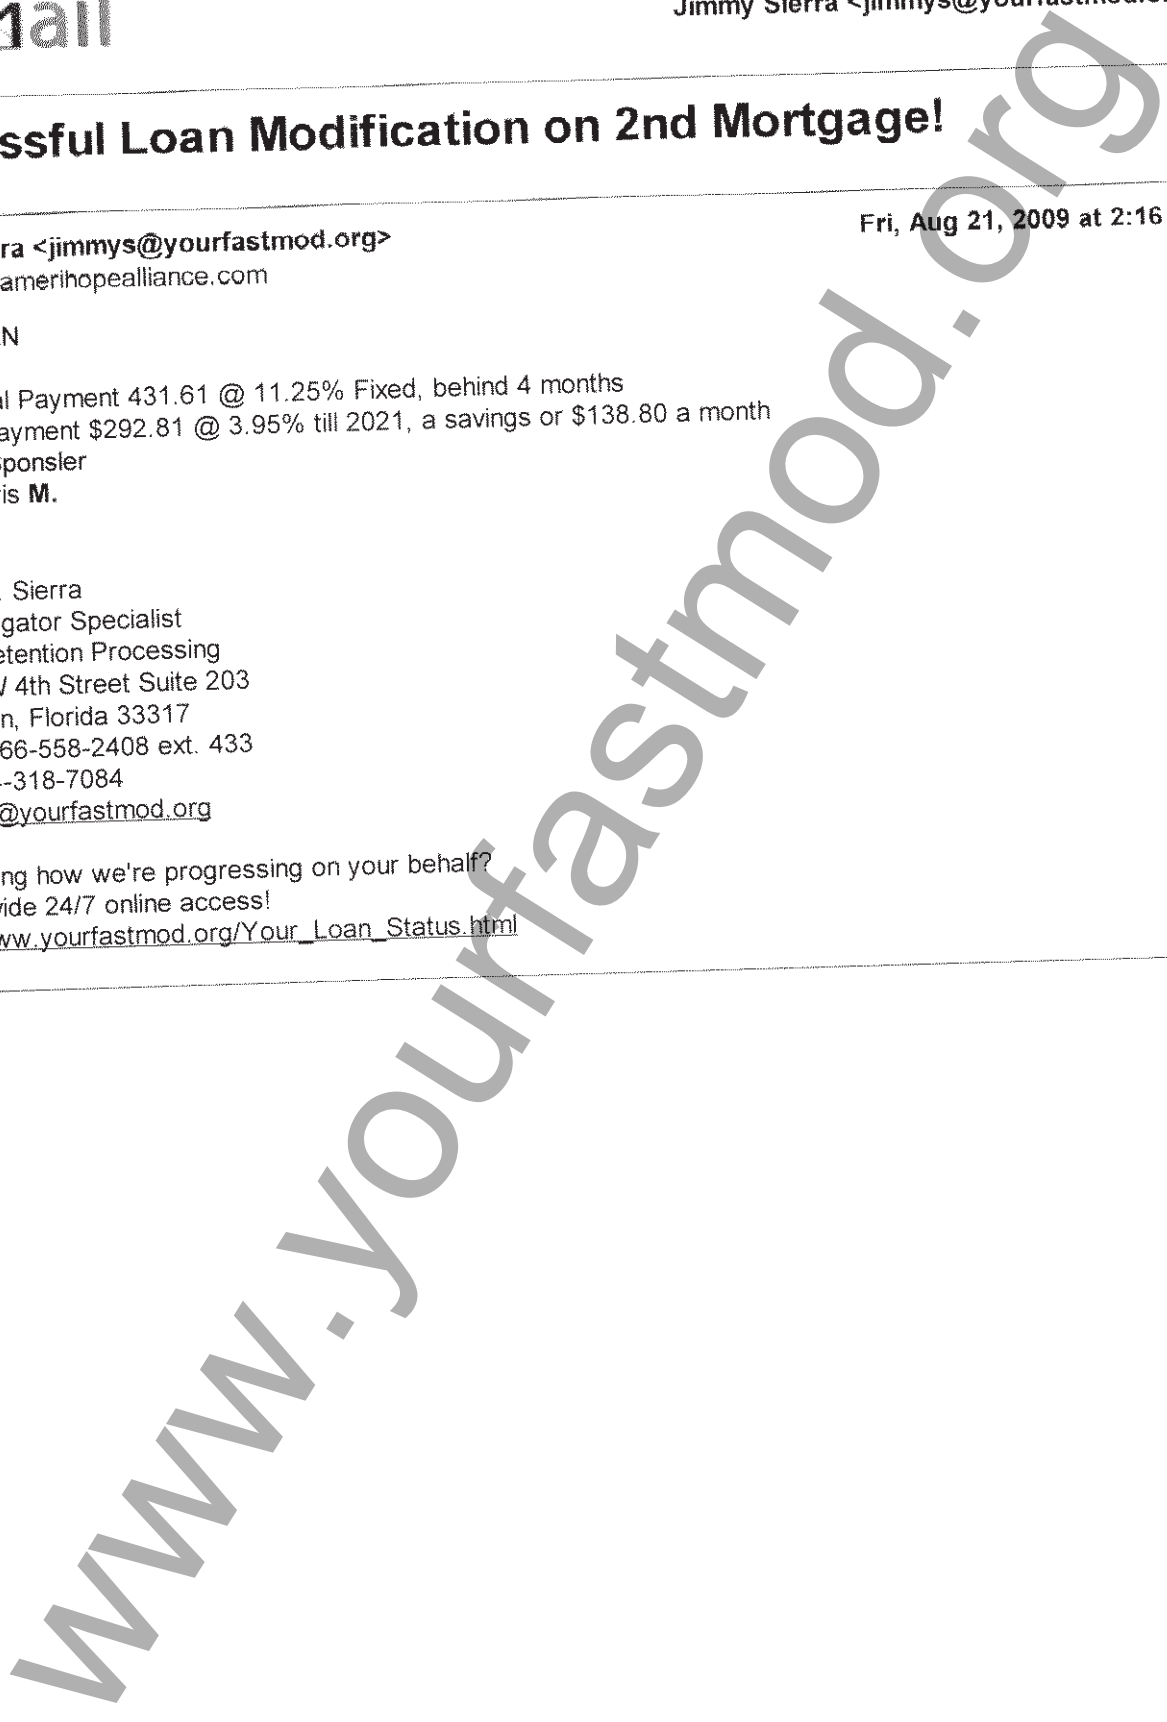 ail
Jimmy Sierra <jimmys@yourfastmod.or
ssful Loan Modification on 2nd Mortgage!
ra <jimmys@yourfastmod.org>
Fri, Aug 21, 2009 at 2:16
amerihopealliance.com
N
l Payment 431.61 @ 11.25% Fixed, behind 4 months
ayment $292.81 @ 3.95% till 2021, a savings or $138.80 a month
ponsler
is M.
. Sierra
gator Specialist
etention Processing
4th Street Suite 203
n, Florida 33317
66-558-2408 ext. 433
-318-7084
@yourfastmod.org
ng how we're progressing on your behalf?
vide 24/7 online access!
ww.yourfastmod.org/Your_Loan_Status.html
www.yourfastmod.org